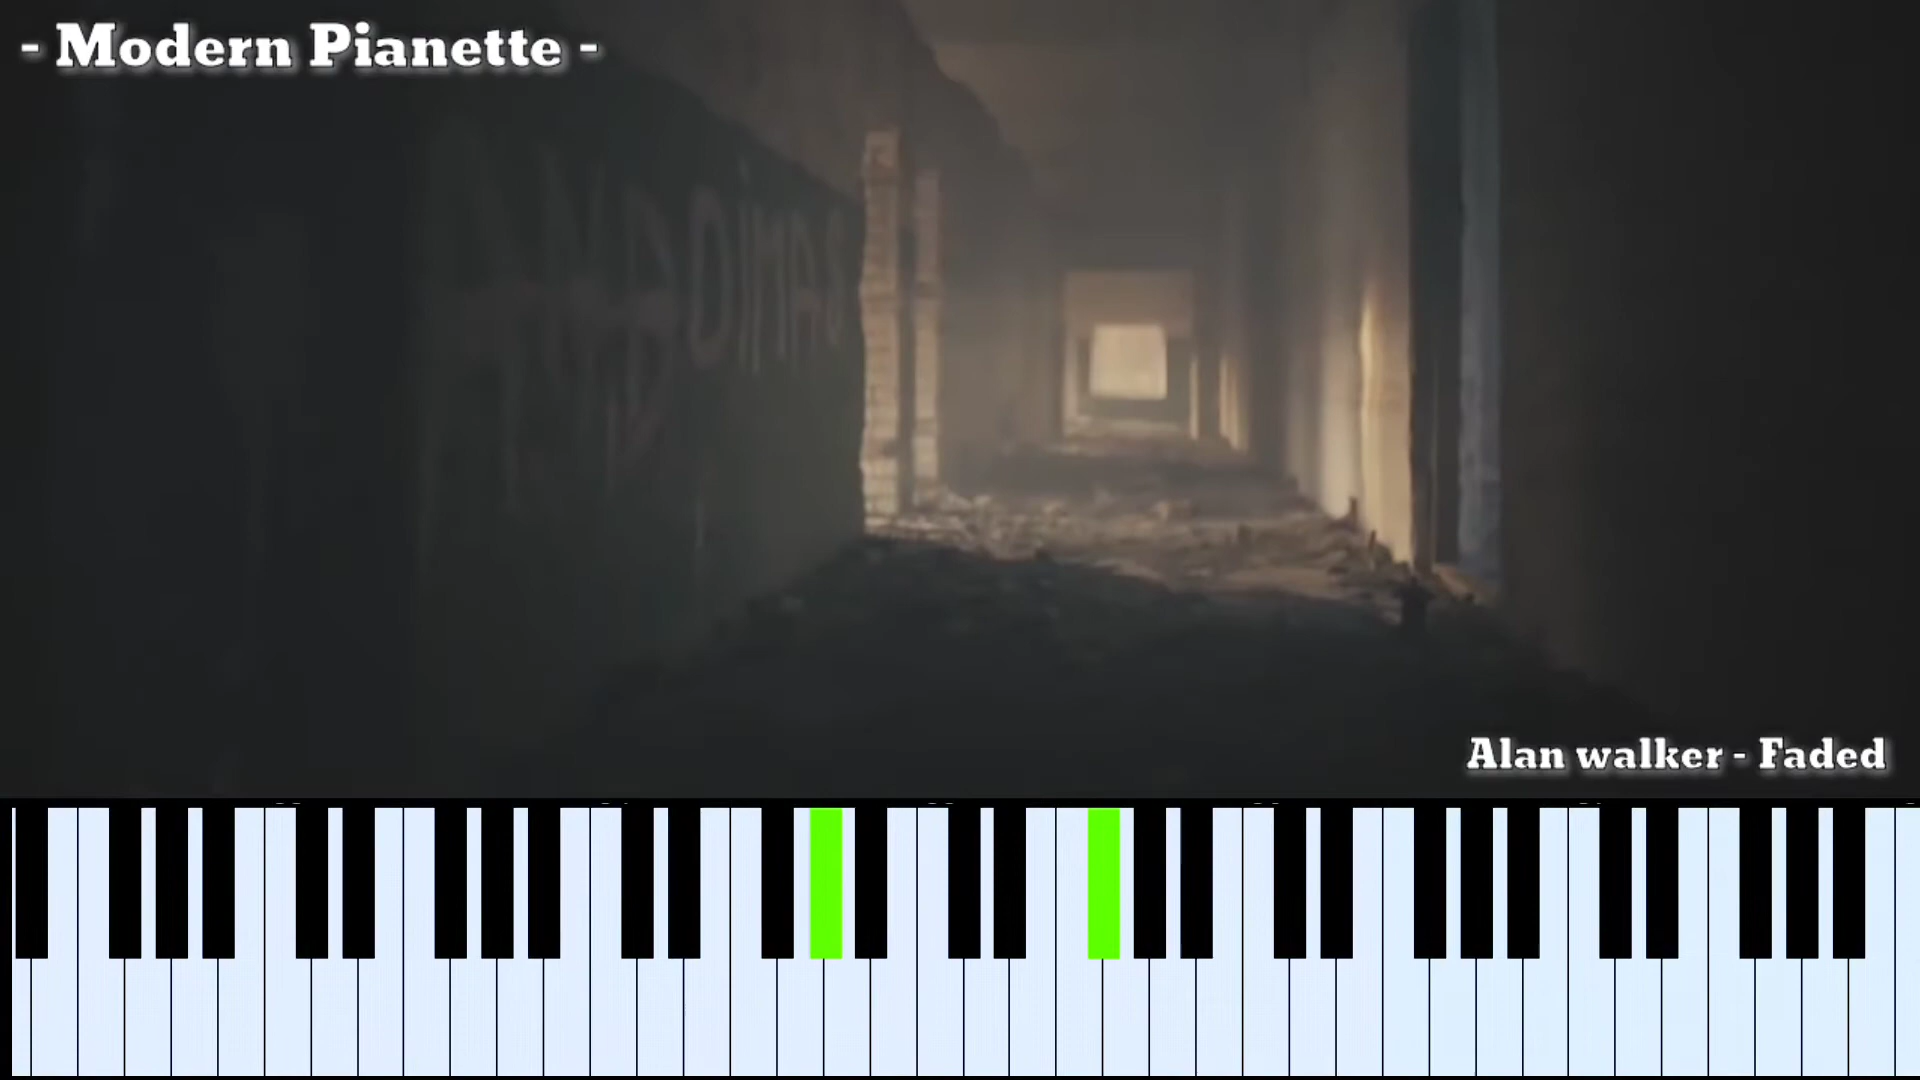 - Modern Pianette -
Alan walker - Faded